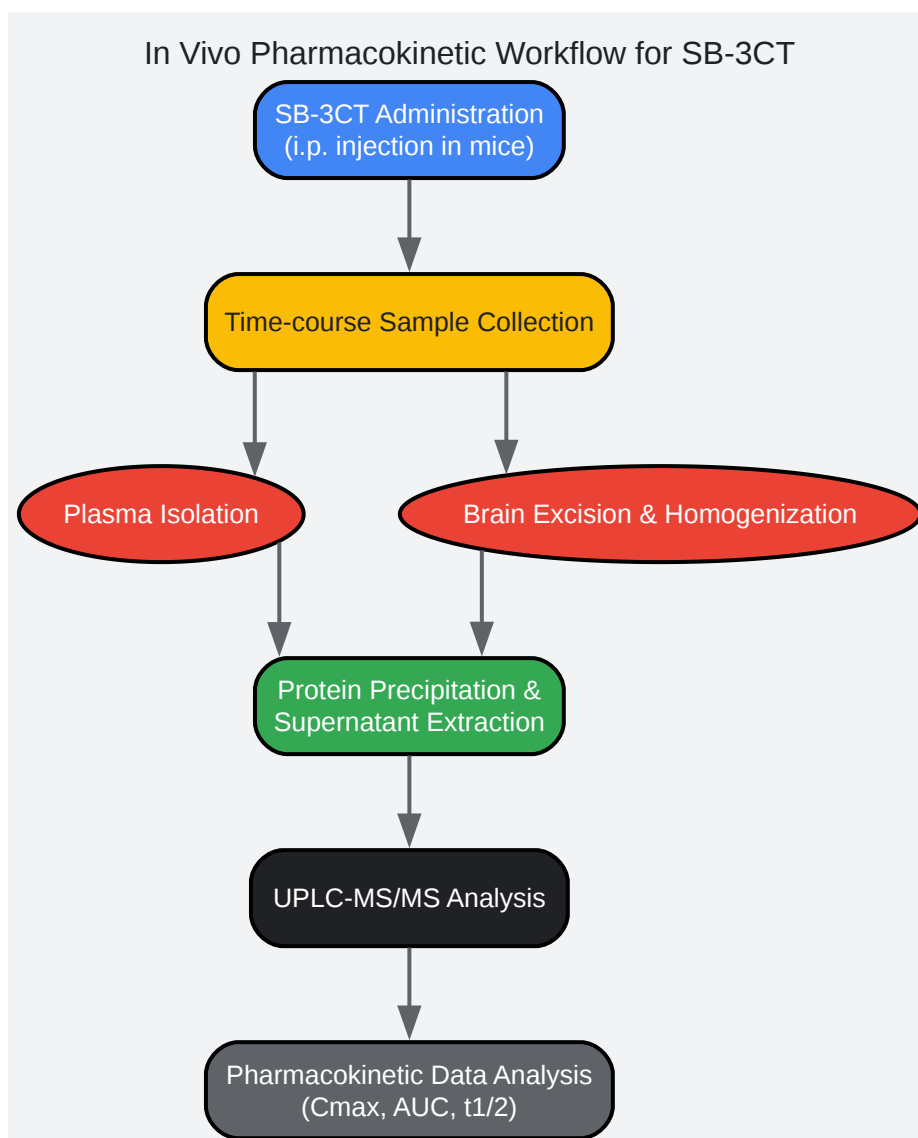 In Vivo Pharmacokinetic Workflow for SB-3CT
SB-3CT Administration
(i.p. injection in mice)
Time-course Sample Collection
Plasma Isolation
Brain Excision & Homogenization
Protein Precipitation &
Supernatant Extraction
UPLC-MS/MS Analysis
Pharmacokinetic Data Analysis
(Cmax, AUC, t1/2)